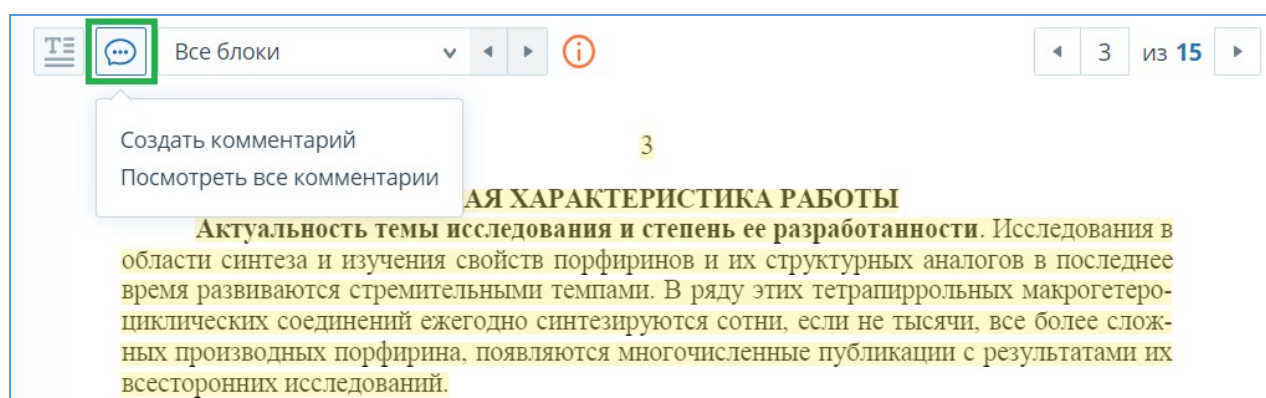 Все блоки
3 из 15
Создать комментарий
Посмотреть все комментарии
3
АЯ ХАРАКТЕРИСТИКА РАБОТЫ
Актуальность темы исследования и степень ее разработанности. Исследования в
области синтеза и изучения свойств порфиринов и их структурных аналогов в последнее
время развиваются стремительными темпами. В ряду этих тетрапиррольных макрогетеро-
циклических соединений ежегодно синтезируются сотни, если не тысячи, все более слож-
ных производных порфирина, появляются многочисленные публикации с результатами их
всесторонних исследований.